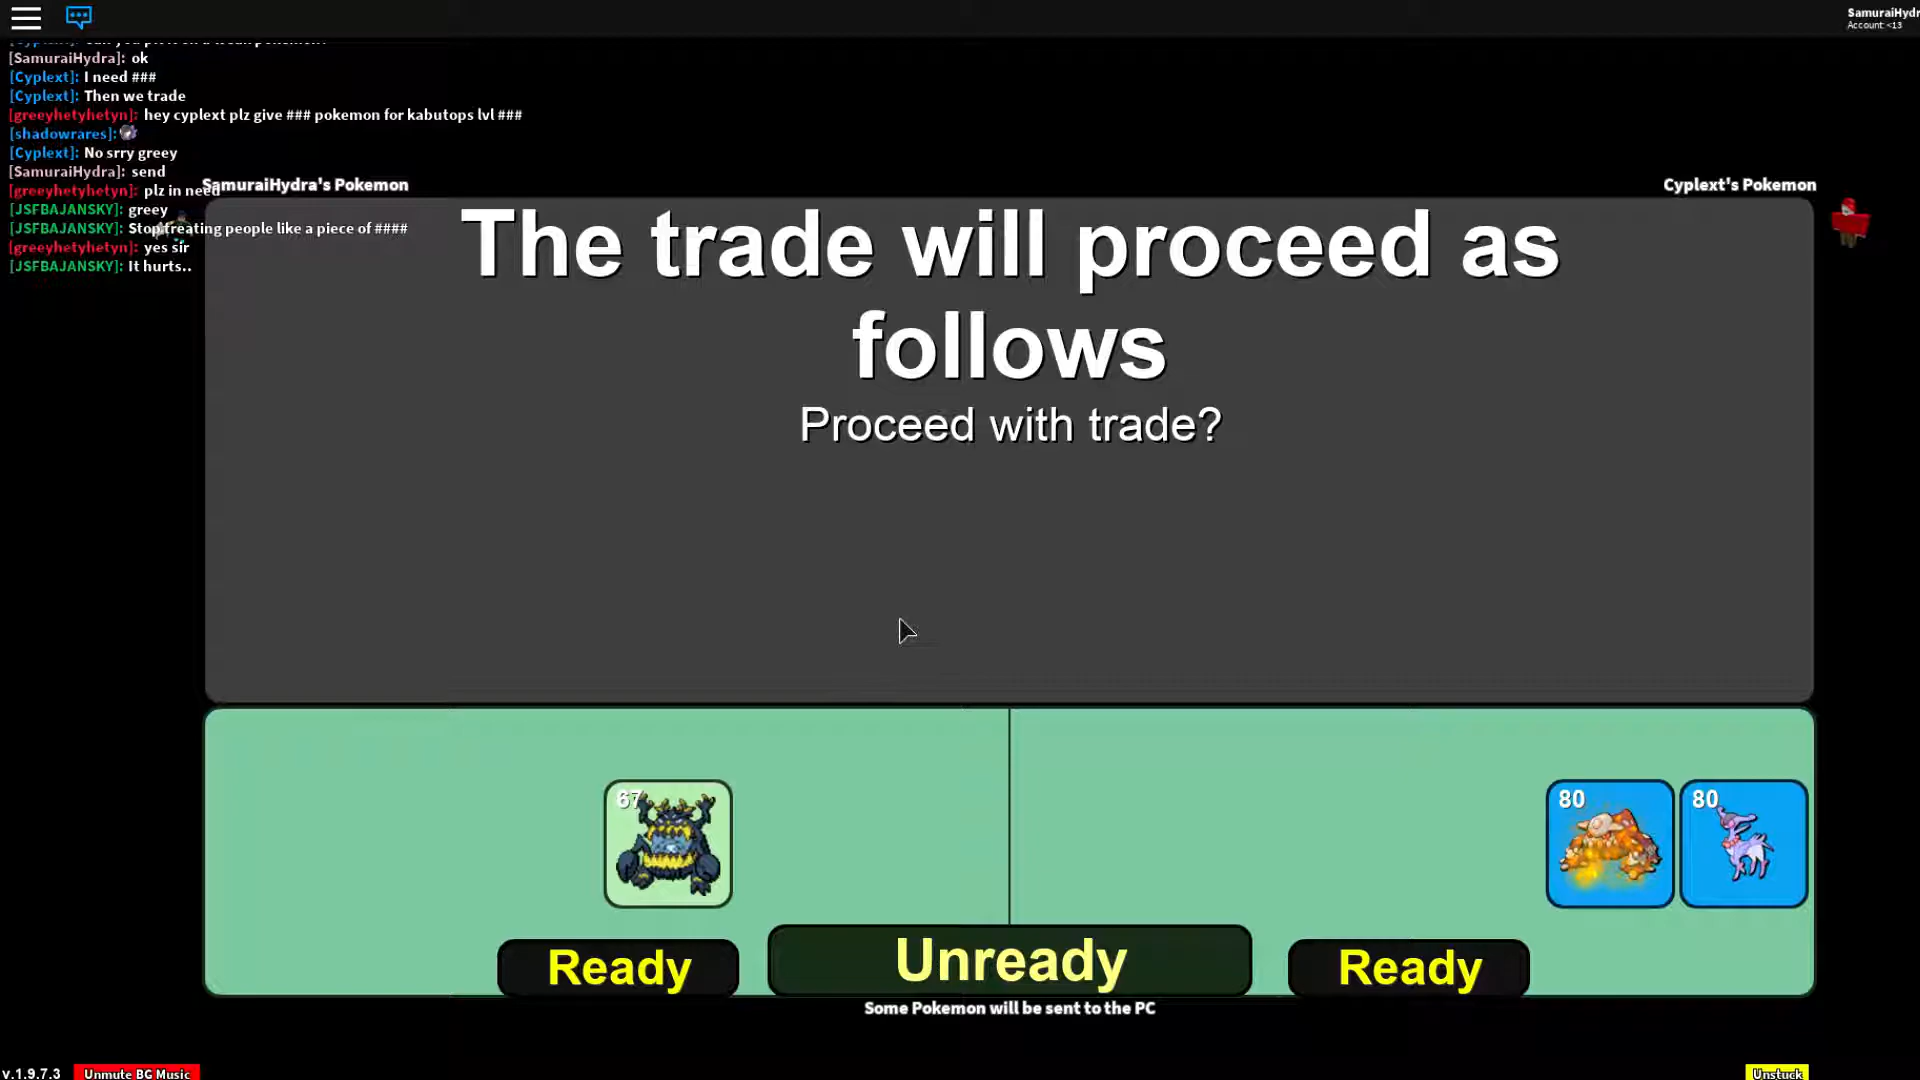 SamuraiHydr
Account: <13
[SamuraiHydra]: ok
[Cyplext]: I need ###
[Cyplext]: Then we trade
[greeyhetyhetyn]: hey cyplext plz give ### pokemon for kabutops lvl ###
[shadowrares]:
[Cyplext]: No srry greey
[SamuraiHydra]: send
[greeyhetyhetyn]: plz in need
[JSFBAJANSKY]: greey
[JSFBAJANSKY]: Stop treating people like a piece of ####
[greeyhetyhetyn]: yes sir
[JSFBAJANSKY]: It hurts..
SamuraiHydra's Pokemon
Cyplext's Pokemon
The trade will proceed as
follows
Proceed with trade?
67
80
80
Ready
Unready
Ready
Some Pokemon will be sent to the PC
v.1.9.7.3
Unmute BG Music
Unstuck